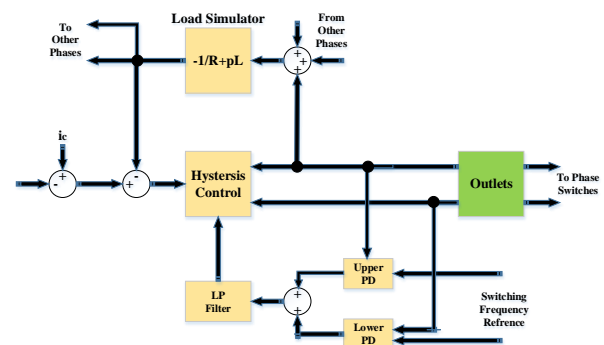 Load Simulator
From
Other
Phases
To
Other
Phases
-1/R+pL
+
+
+
ic
+
-
-
+
Hystersis
Control
Outlets
To Phase
Switches
Upper
PD
LP
Filter
+
+
Switching
Frequency
Refrence
Lower
PD